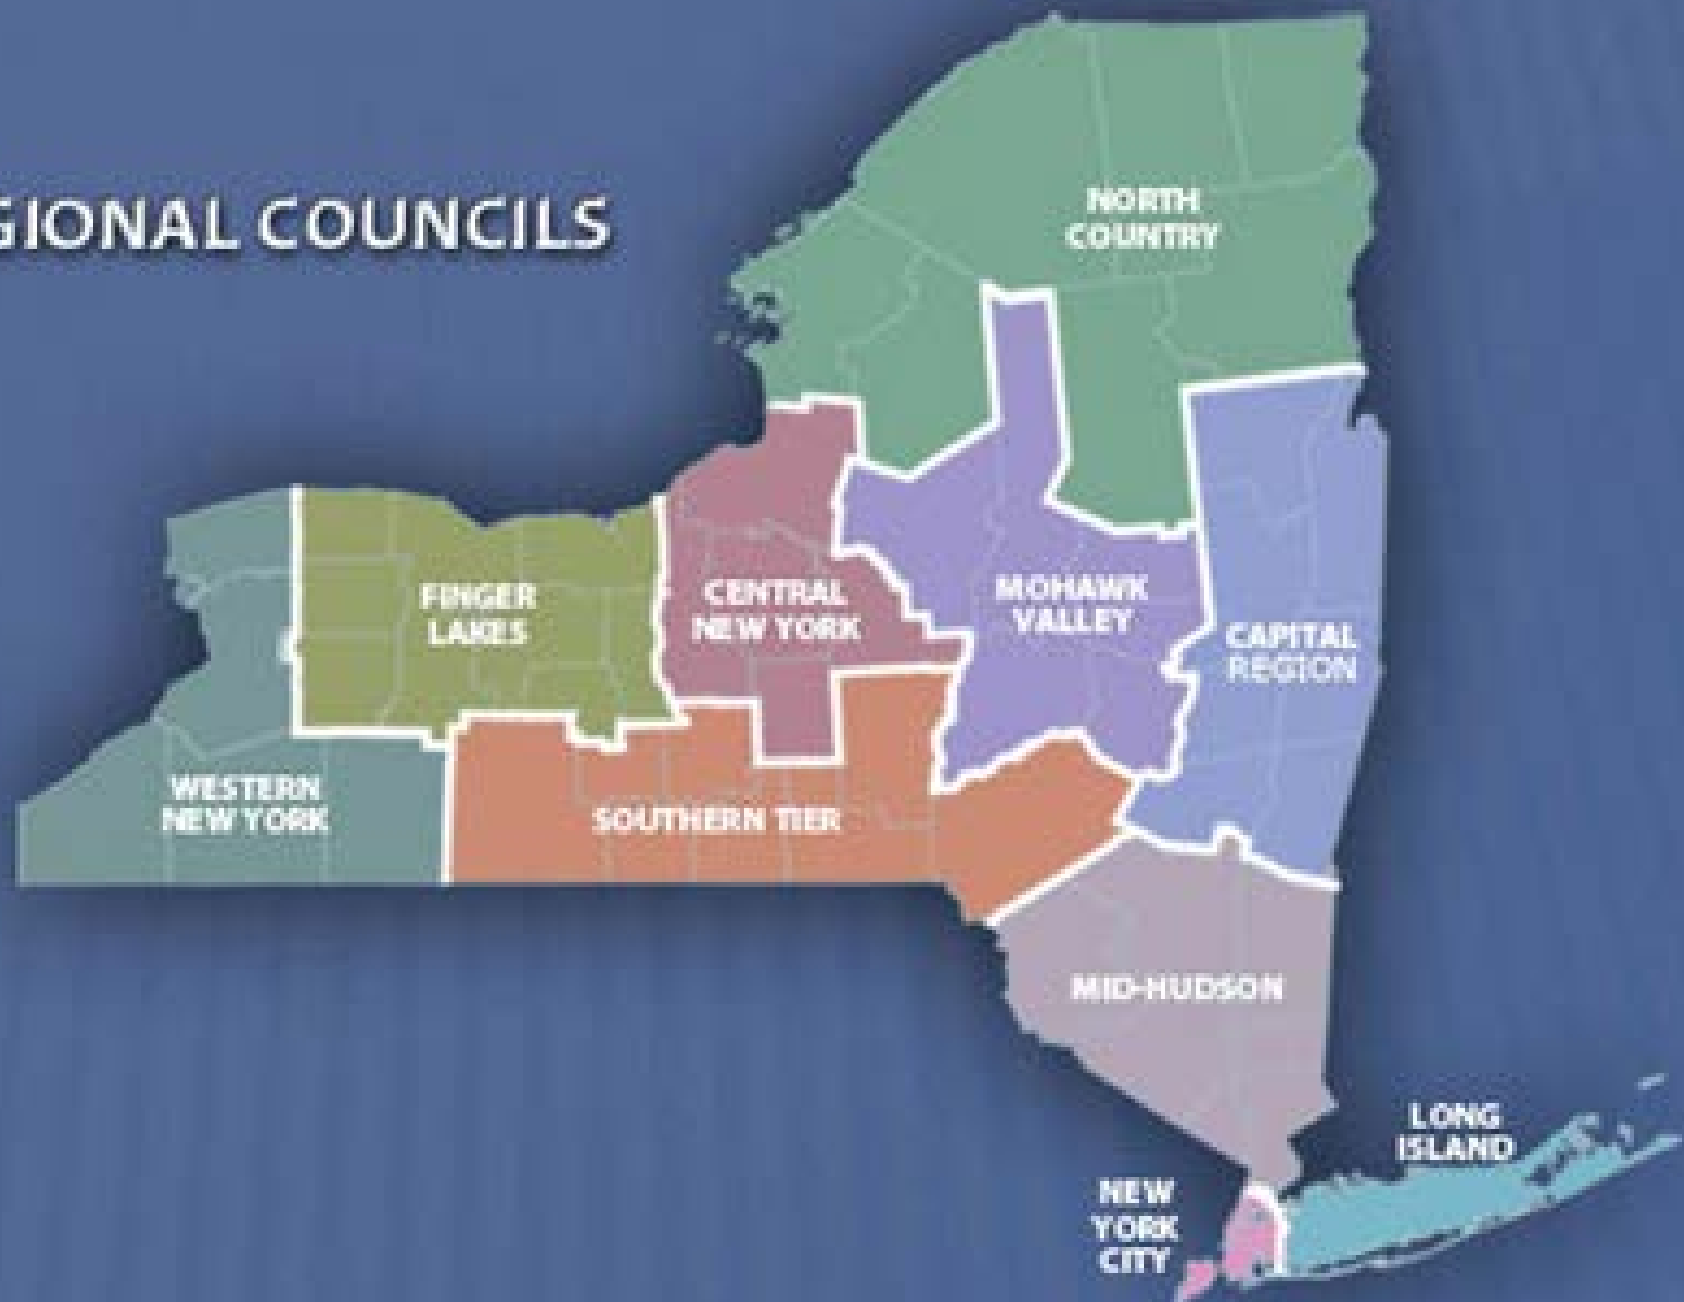 GIONAL COUNCILS
NORTH
COUNTRY
FINGER
LAKES
CENTRAL
NEW YORK
MOHAWK
VALLEY
CAPITAL
REGION
WESTERN
NEW YORK
SOUTHERN TIER
MID-HUDSON
LONG
ISLAND
NEW
YORK
CITY